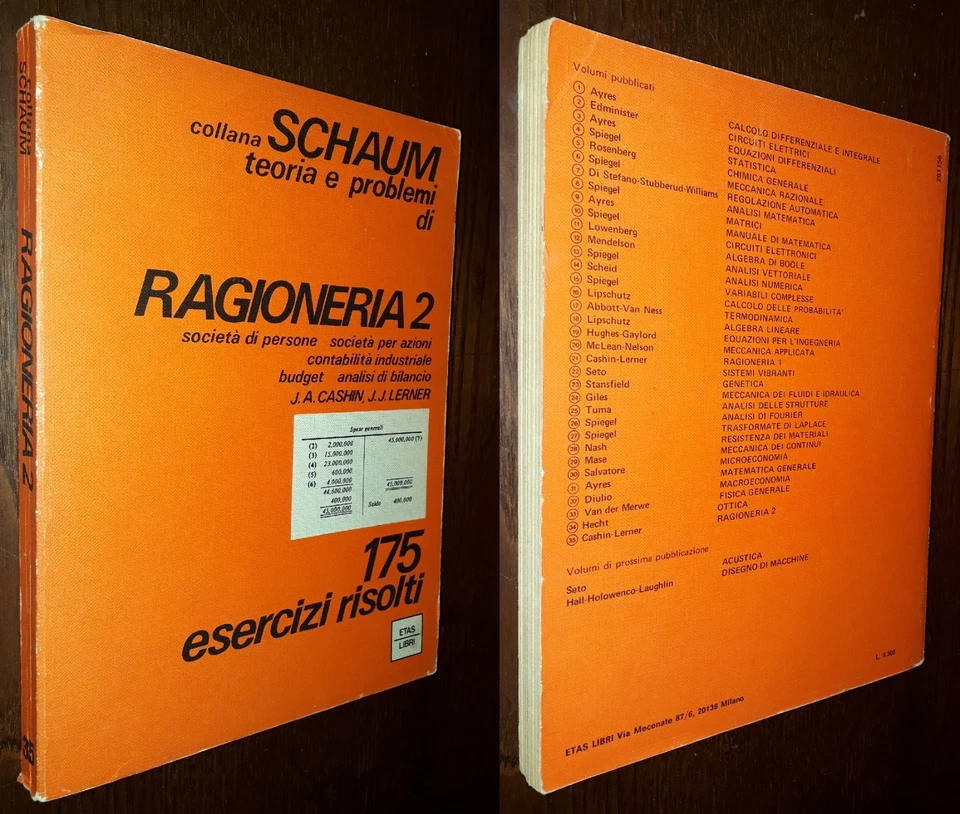 collana SCHAUM
RAGIONERIA 2
35
collana SCHAUM
teoria e problemi
di
RAGIONERIA 2
società di persone società per azioni
contabilità industriale
budget analisi di bilancio
J.A. CASHIN, J.J. LERNER
Spese generali
(2) 2.000.000 45.000.000 (7)
(3) 15.000.000
(4) 23.000.000
(5) 600.000
(6) 4.000.000 45.000.000
44.600.000
400.000 Saldo 400.000
45.000.000
175
esercizi risolti
ETAS
LIBRI
Volumi pubblicati
1 Ayres CALCOLO DIFFERENZIALE E INTEGRALE
2 Edminister CIRCUITI ELETTRICI
3 Ayres EQUAZIONI DIFFERENZIALI
4 Spiegel STATISTICA
5 Rosenberg CHIMICA GENERALE
6 Spiegel MECCANICA RAZIONALE
7 Di Stefano-Stubberud-Williams REGOLAZIONE AUTOMATICA
8 Spiegel ANALISI MATEMATICA
9 Ayres MATRICI
10 Spiegel MANUALE DI MATEMATICA
11 Lowenberg CIRCUITI ELETTRONICI
12 Mendelson ALGEBRA DI BOOLE
13 Spiegel ANALISI VETTORIALE
14 Scheid ANALISI NUMERICA
15 Spiegel VARIABILI COMPLESSE
16 Lipschutz CALCOLO DELLE PROBABILITA'
17 Abbott-Van Ness TERMODINAMICA
18 Lipschutz ALGEBRA LINEARE
19 Hughes-Gaylord EQUAZIONI PER L'INGEGNERIA
20 McLean-Nelson MECCANICA APPLICATA
21 Cashin-Lerner RAGIONERIA 1
22 Seto SISTEMI VIBRANTI
23 Stansfield GENETICA
24 Giles MECCANICA DEI FLUIDI E IDRAULICA
25 Tuma ANALISI DELLE STRUTTURE
26 Spiegel ANALISI DI FOURIER
27 Spiegel TRASFORMATE DI LAPLACE
28 Nash RESISTENZA DEI MATERIALI
29 Mase MECCANICA DEI CONTINUI
30 Salvatore MICROECONOMIA
31 Ayres MATEMATICA GENERALE
32 Diulio MACROECONOMIA
33 Van der Merwe FISICA GENERALE
34 Hecht OTTICA
35 Cashin-Lerner RAGIONERIA 2
Volumi di prossima pubblicazione
Seto ACUSTICA
Hall-Holowenco-Laughlin DISEGNO DI MACCHINE
L.
ETAS LIBRI Via Mecenate 87/6, 20138 Milano